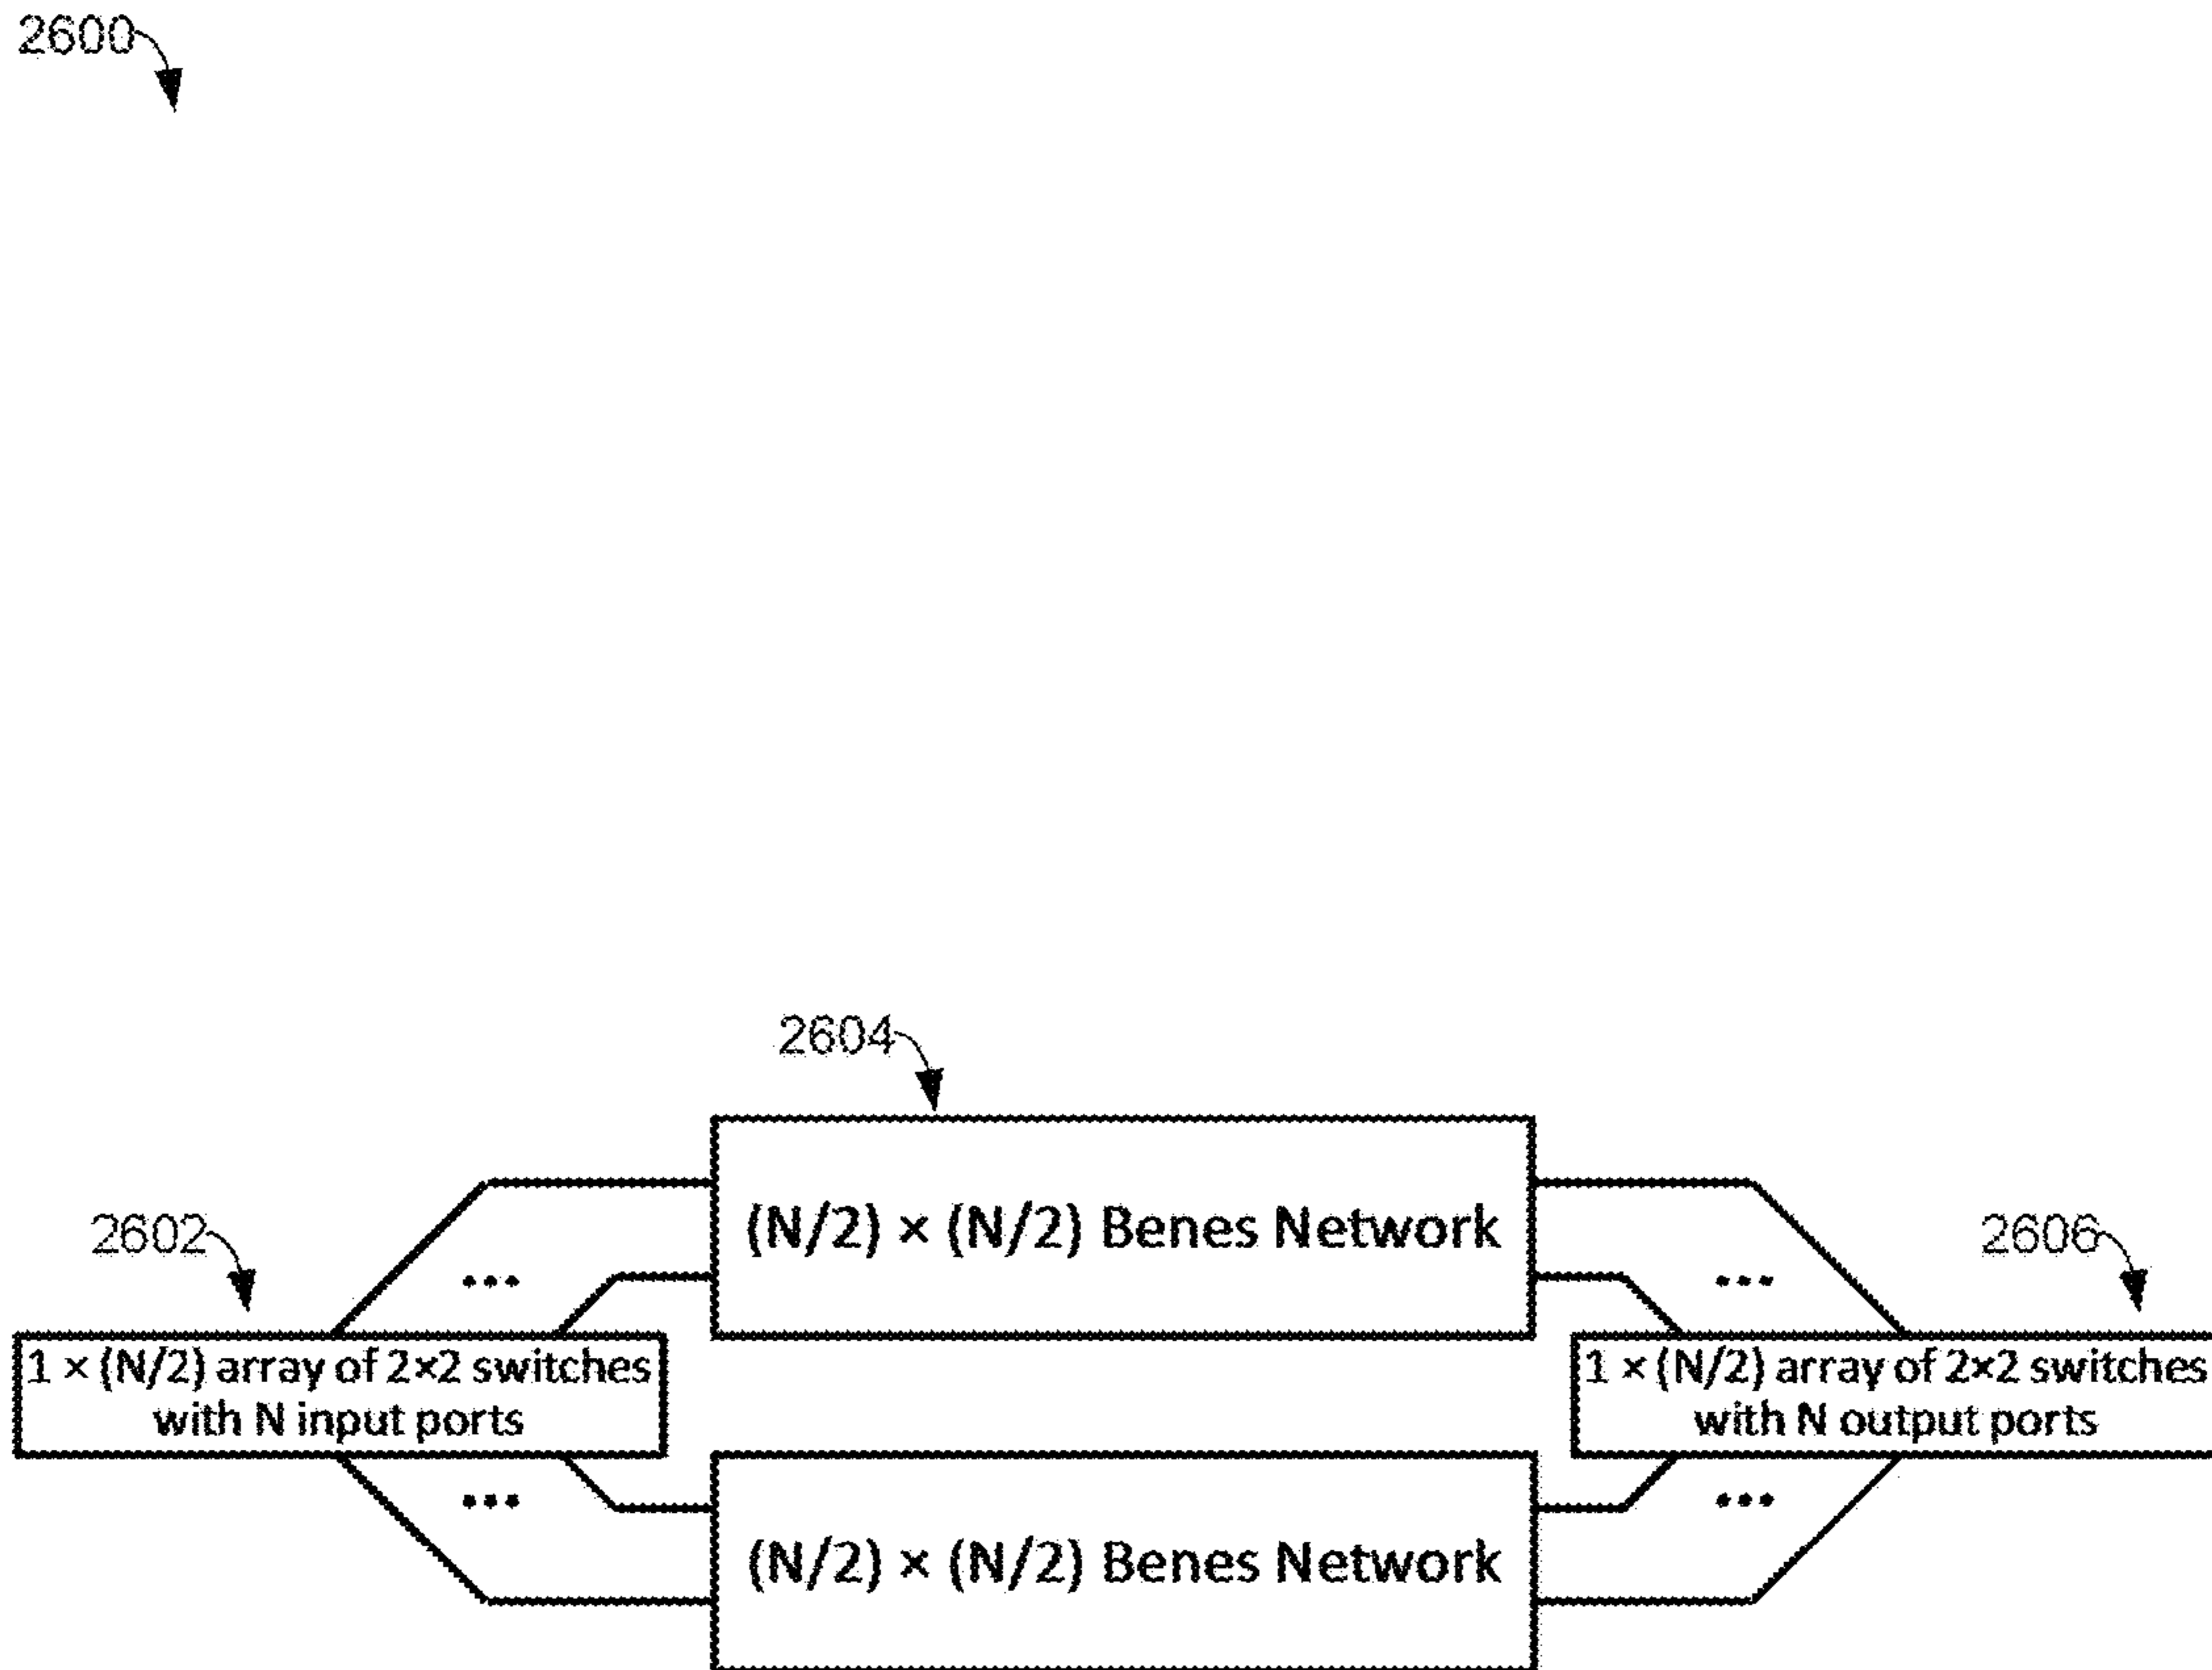 2600
2604
(N/2) × (N/2) Benes Network
2602
2606
1 × (N/2) array of 2×2 switches
with N input ports
1 × (N/2) array of 2×2 switches
with N output ports
(N/2) × (N/2) Benes Network